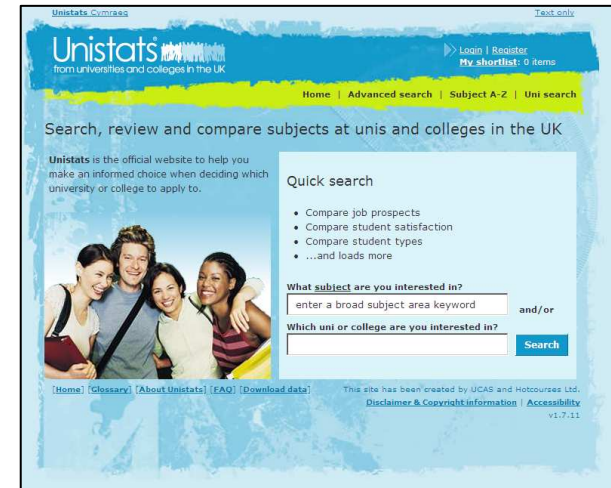 Unistats Cymraeg
Text only
Unistats
from universities and colleges in the UK
Login | Register
My shortlist: 0 items
Home | Advanced search | Subject A-Z | Uni search
Search, review and compare subjects at unis and colleges in the UK
Unistats is the official website to help you
make an informed choice when deciding which
university or college to apply to.
Quick search
• Compare job prospects
• Compare student satisfaction
• Compare student types
• ...and loads more
What subject are you interested in?
enter a broad subject area keyword
and/or
Which uni or college are you interested in?
Search
[Home] [Glossary] [About Unistats] [FAQ] [Download data]
This site has been created by UCAS and Hotcourses Ltd.
Disclaimer & Copyright information | Accessibility
v1.7.11